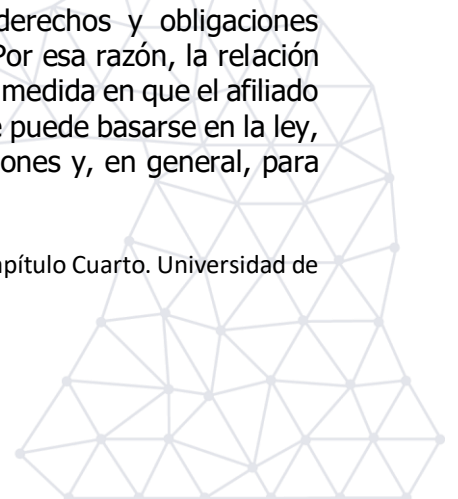 derechos y obligaciones
Por esa razón, la relación
medida en que el afiliado
puede basarse en la ley,
ones y, en general, para
apítulo Cuarto. Universidad de